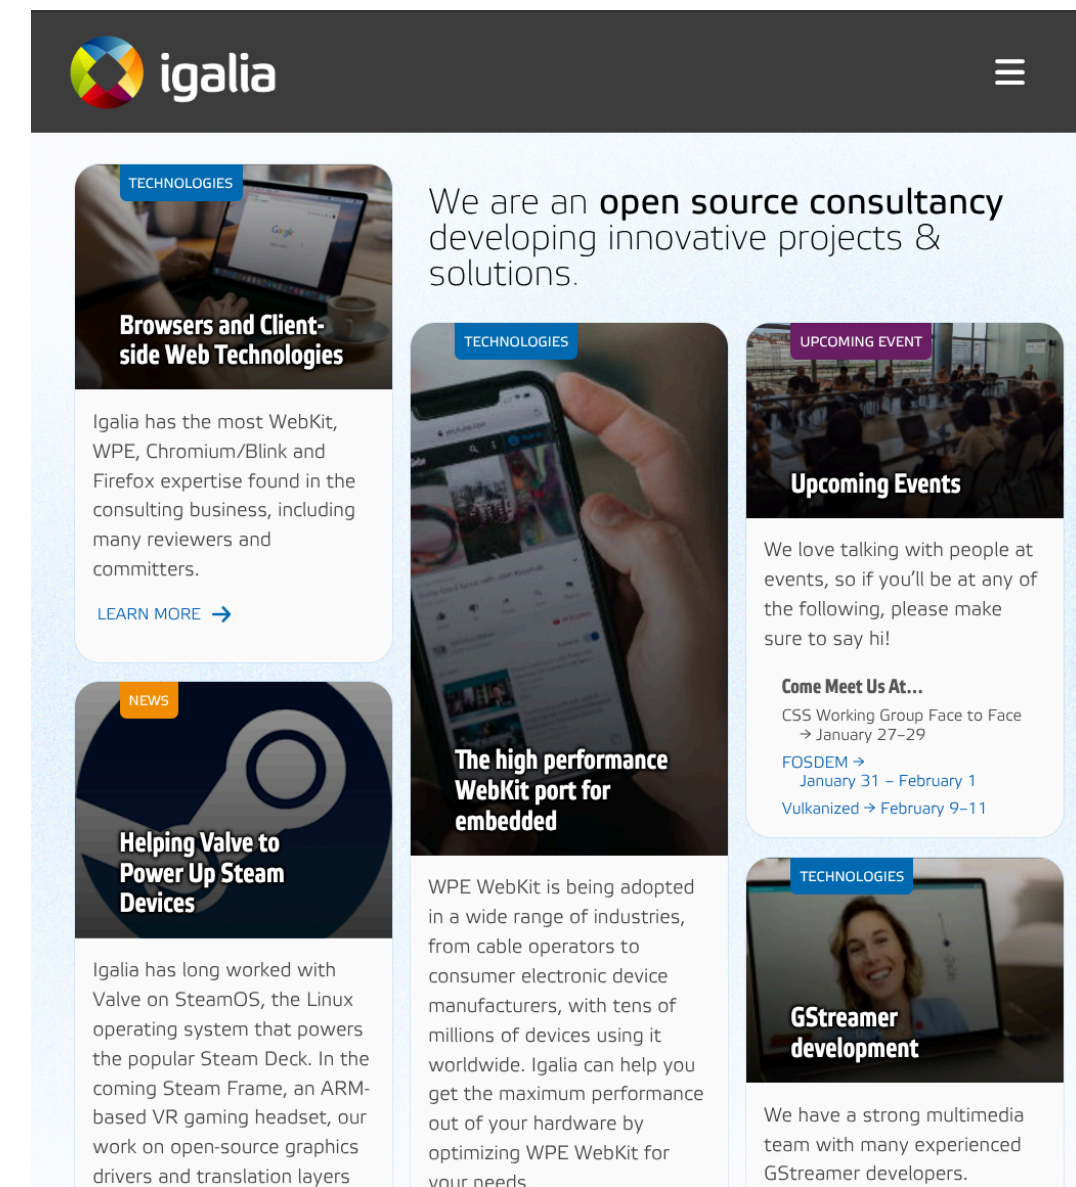 igalia
TECHNOLOGIES
Google
Browsers and Client-
side Web Technologies
Igalia has the most WebKit,
WPE, Chromium/Blink and
Firefox expertise found in the
consulting business, including
many reviewers and
committers.
LEARN MORE →
NEWS
Helping Valve to
Power Up Steam
Devices
Igalia has long worked with
Valve on SteamOS, the Linux
operating system that powers
the popular Steam Deck. In the
coming Steam Frame, an ARM-
based VR gaming headset, our
work on open-source graphics
drivers and translation layers
We are an open source consultancy
developing innovative projects &
solutions.
TECHNOLOGIES
The high performance
WebKit port for
embedded
WPE WebKit is being adopted
in a wide range of industries,
from cable operators to
consumer electronic device
manufacturers, with tens of
millions of devices using it
worldwide. Igalia can help you
get the maximum performance
out of your hardware by
optimizing WPE WebKit for
your needs.
UPCOMING EVENT
Upcoming Events
We love talking with people at
events, so if you’ll be at any of
the following, please make
sure to say hi!
Come Meet Us At…
CSS Working Group Face to Face
→ January 27–29
FOSDEM →
January 31 – February 1
Vulkanized → February 9–11
TECHNOLOGIES
GStreamer
development
We have a strong multimedia
team with many experienced
GStreamer developers.